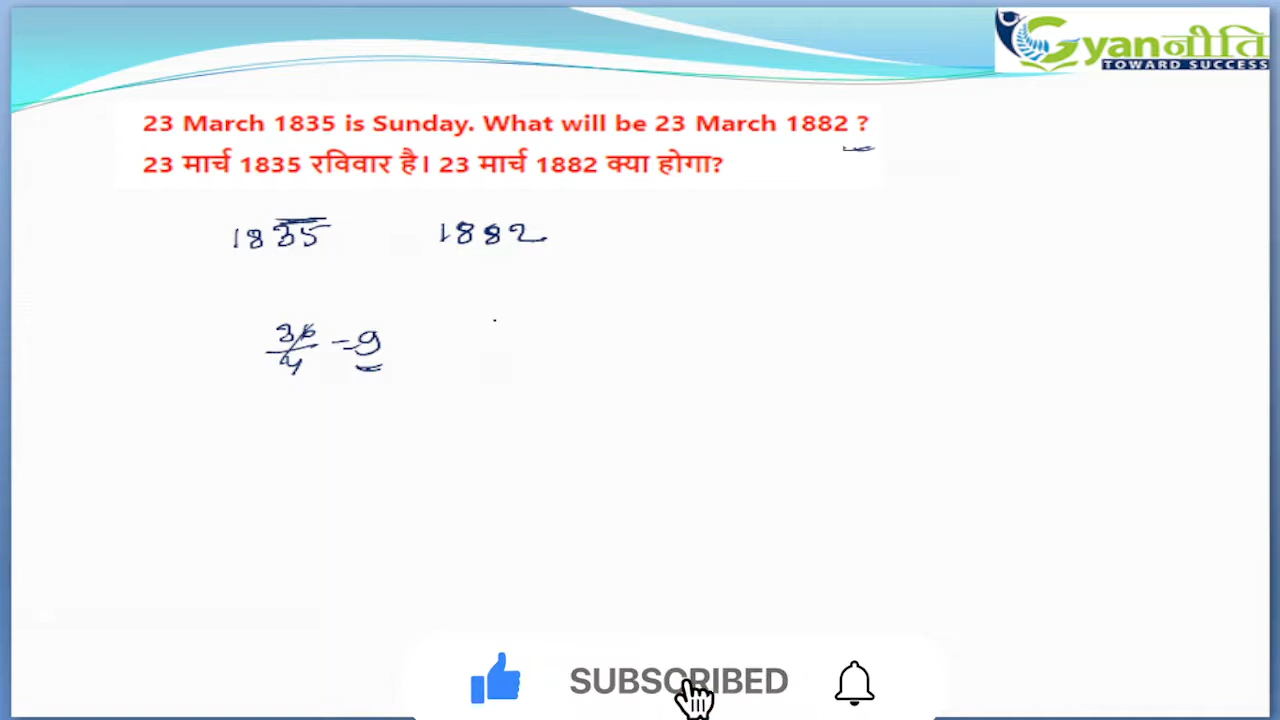 Gyanनीति
TOWARD SUCCESS
23 March 1835 is Sunday. What will be 23 March 1882 ?
23 मार्च 1835 रविवार है। 23 मार्च 1882 क्या होगा?
1835 1882
36/4 - 9
SUBSCRIBED